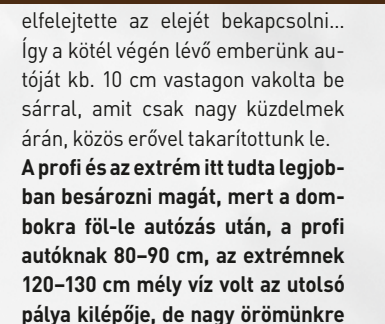 elfelejtette az elejét bekapcsolni...
Így a kötél végén lévő emberünk au-
tóját kb. 10 cm vastagon vakolta be
sárral, amit csak nagy küzdelmek
árán, közös erővel takarítottunk le.
A profi és az extrém itt tudta legjob-
ban besározni magát, mert a dom-
bokra föl-le autózás után, a profi
autóknak 80–90 cm, az extrémnek
120–130 cm mély víz volt az utolsó
pálya kilépője, de nagy örömünkre